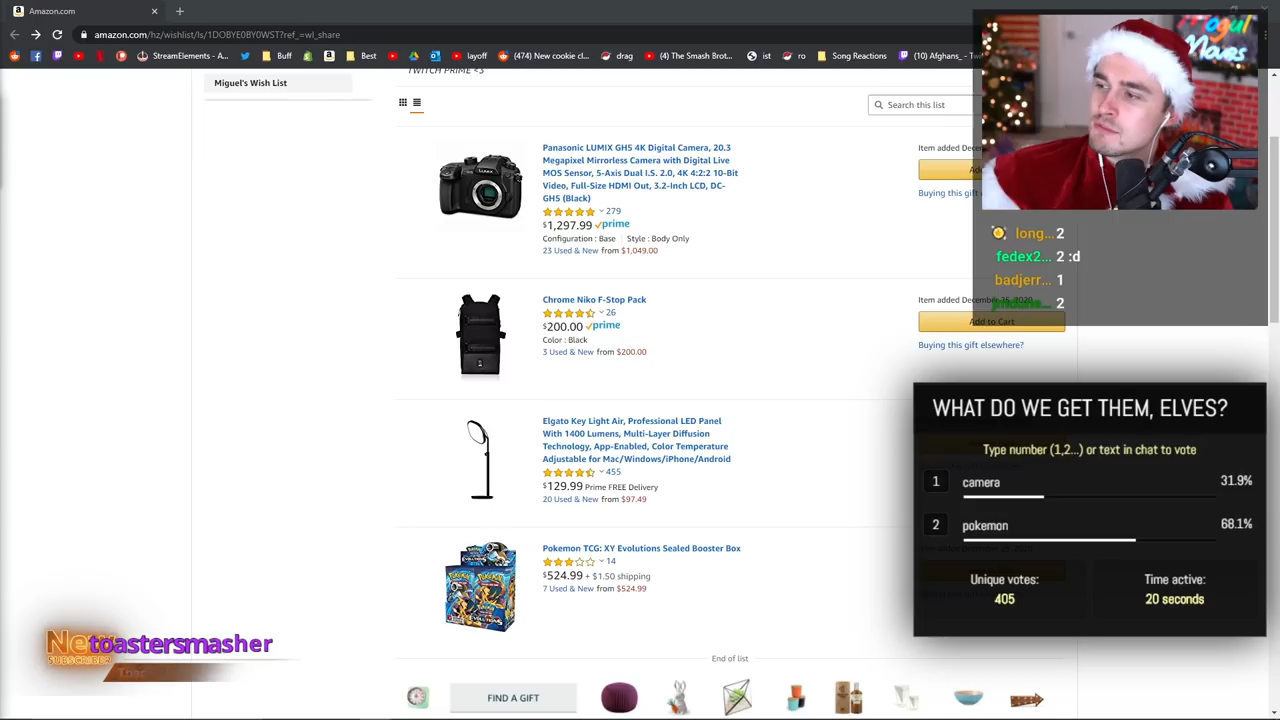 Amazon.com
amazon.com/hz/wishlist/ls/1DOBYE0BY0WST?ref_=wl_share
StreamElements - A...
Buff
Best
layoff
(474) New cookie cl...
drag
(4) The Smash Brot...
ist
ro
Song Reactions
(10) Afghans_ - Tw
TWITCH PRIME <3
Miguel's Wish List
Search this list
Panasonic LUMIX GH5 4K Digital Camera, 20.3
Megapixel Mirrorless Camera with Digital Live
MOS Sensor, 5-Axis Dual I.S. 2.0, 4K 4:2:2 10-Bit
Video, Full-Size HDMI Out, 3.2-Inch LCD, DC-
GH5 (Black)
279
$1,297.99 prime
Configuration : Base | Style : Body Only
23 Used & New from $1,049.00
Item added Dece
Buying this gift
Chrome Niko F-Stop Pack
26
$200.00 prime
Color : Black
3 Used & New from $200.00
Item added December 25, 2020
Add to Cart
Buying this gift elsewhere?
Elgato Key Light Air, Professional LED Panel
With 1400 Lumens, Multi-Layer Diffusion
Technology, App-Enabled, Color Temperature
Adjustable for Mac/Windows/iPhone/Android
455
$129.99 Prime FREE Delivery
20 Used & New from $97.49
Pokemon TCG: XY Evolutions Sealed Booster Box
14
$524.99 + $1.50 shipping
7 Used & New from $524.99
End of list
FIND A GIFT
Mogul
Moves
long... 2
fedex2... 2 :d
badjerr... 1
2
WHAT DO WE GET THEM, ELVES?
Type number (1,2...) or text in chat to vote
1 camera 31.9%
2 pokemon 68.1%
Unique votes:
405
Time active:
20 seconds
toastersmasher
SUBSCRIBER
LUMIX